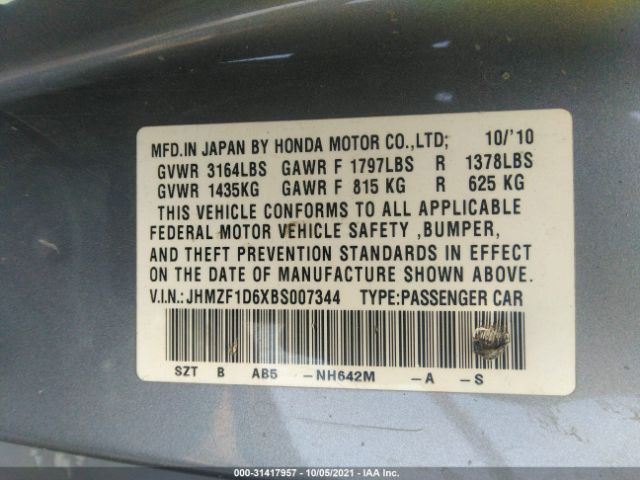 MFD.IN JAPAN BY HONDA MOTOR CO.,LTD; 10/'10
GVWR 3164LBS GAWR F 1797LBS R 1378LBS
GVWR 1435KG GAWR F 815 KG R 625 KG
THIS VEHICLE CONFORMS TO ALL APPLICABLE
FEDERAL MOTOR VEHICLE SAFETY ,BUMPER,
AND THEFT PREVENTION STANDARDS IN EFFECT
ON THE DATE OF MANUFACTURE SHOWN ABOVE.
V.I.N.:JHMZF1D6XBS007344 TYPE:PASSENGER CAR
SZT B AB5 -NH642M -A -S
000-31417957 - 10/05/2021 - IAA Inc.